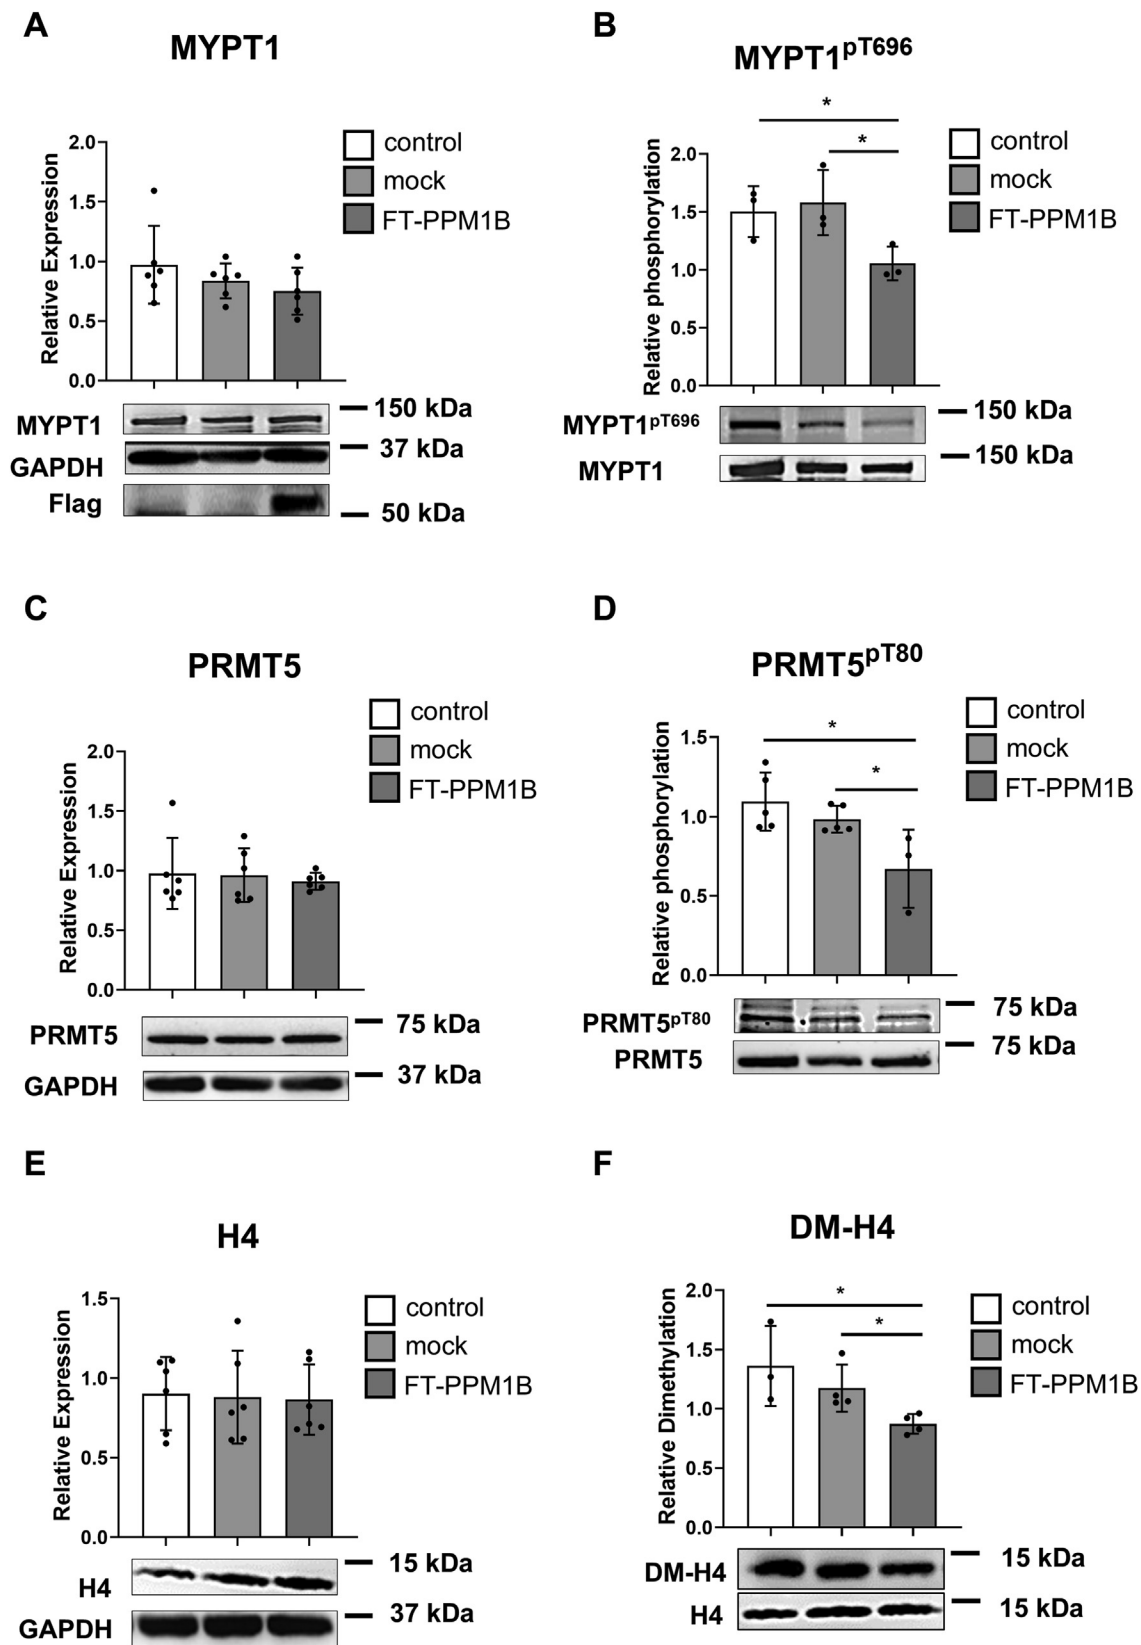 A
MYPT1
Relative Expression
2.0
1.5
1.0
0.5
0.0
control
mock
FT-PPM1B
MYPT1
150 kDa
GAPDH
37 kDa
Flag
50 kDa
B
MYPT1pT696
*
*
Relative phosphorylation
2.0
1.5
1.0
0.5
0.0
control
mock
FT-PPM1B
MYPT1pT696
150 kDa
MYPT1
150 kDa
C
PRMT5
Relative Expression
2.0
1.5
1.0
0.5
0.0
control
mock
FT-PPM1B
PRMT5
75 kDa
GAPDH
37 kDa
D
PRMT5pT80
*
*
Relative phosphorylation
1.5
1.0
0.5
0.0
control
mock
FT-PPM1B
PRMT5pT80
75 kDa
PRMT5
75 kDa
E
H4
Relative Expression
1.5
1.0
0.5
0.0
control
mock
FT-PPM1B
H4
15 kDa
GAPDH
37 kDa
F
DM-H4
*
*
Relative Dimethylation
2.0
1.5
1.0
0.5
0.0
control
mock
FT-PPM1B
DM-H4
15 kDa
H4
15 kDa